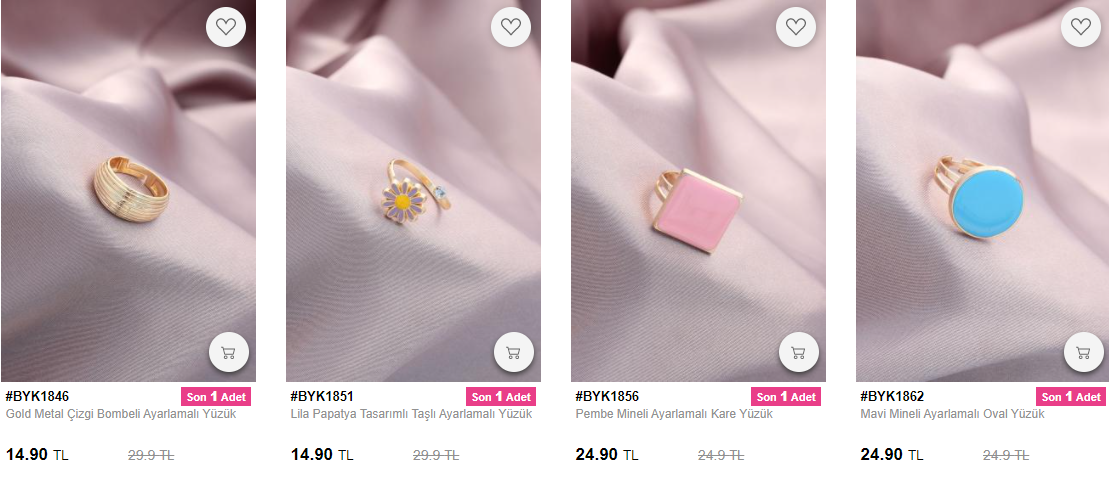 #BYK1846 Son 1 Adet
Gold Metal Çizgi Bombeli Ayarlamalı Yüzük
14.90 TL 29.9 TL
#BYK1851 Son 1 Adet
Lila Papatya Tasarımlı Taşlı Ayarlamalı Yüzük
14.90 TL 29.9 TL
#BYK1856 Son 1 Adet
Pembe Mineli Ayarlamalı Kare Yüzük
24.90 TL 24.9 TL
#BYK1862 Son 1 Adet
Mavi Mineli Ayarlamalı Oval Yüzük
24.90 TL 24.9 TL